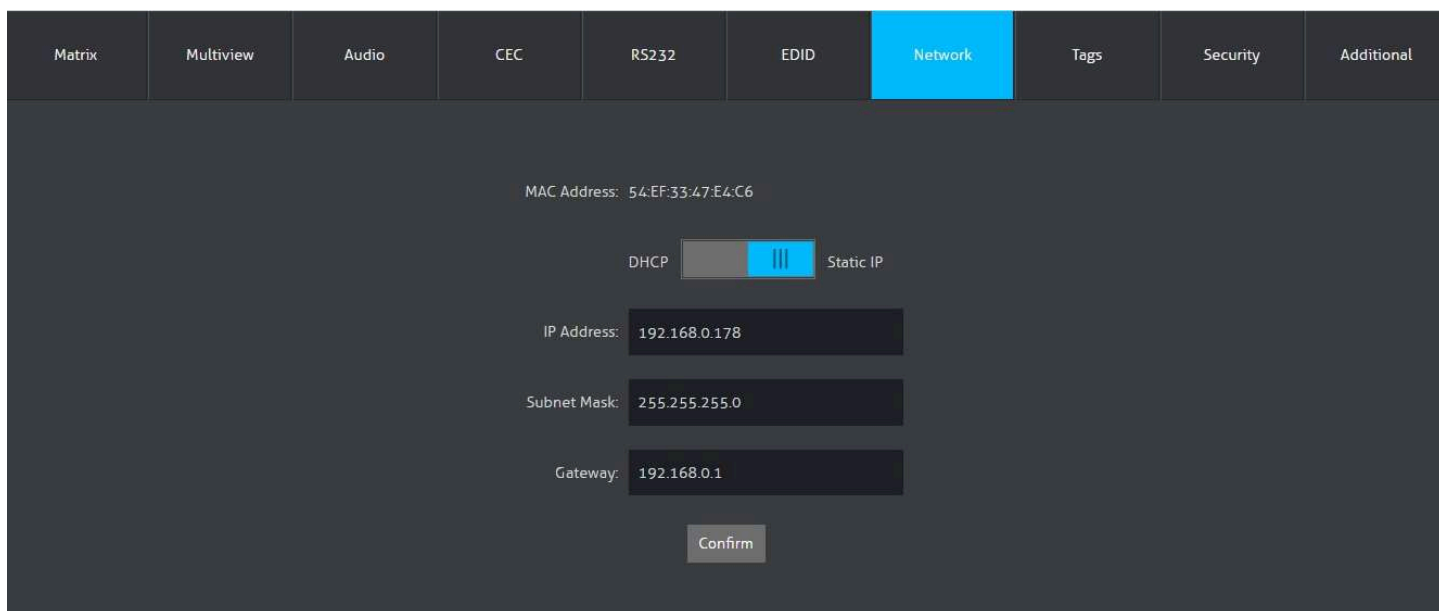 Matrix Multiview Audio CEC RS232 EDID Network Tags Security Additional
MAC Address: 54:EF:33:47:E4:C6
DHCP Static IP
IP Address: 192.168.0.178
Subnet Mask: 255.255.255.0
Gateway: 192.168.0.1
Confirm